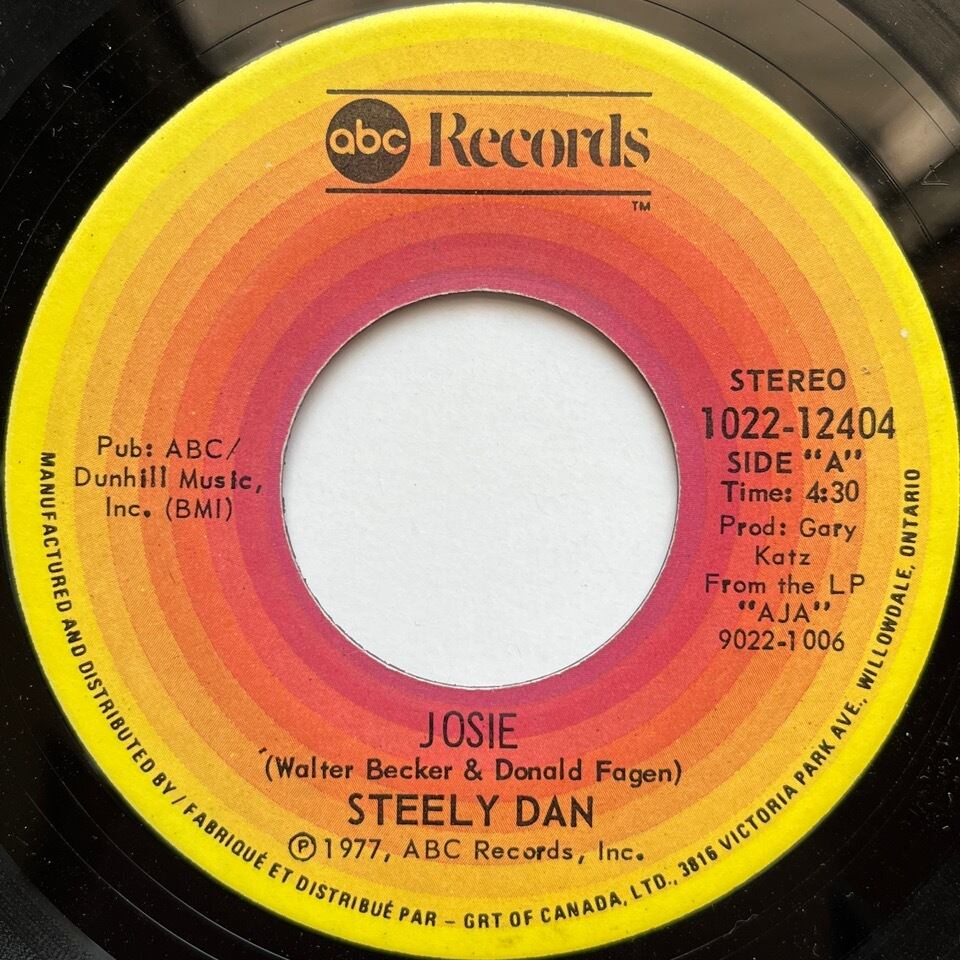 abc Records
TM
Pub: ABC/
Dunhill Music,
Inc. (BMI)
STEREO
1022-12404
SIDE "A"
Time: 4:30
Prod: Gary
Katz
From the LP
"AJA"
9022-1006
JOSIE
(Walter Becker & Donald Fagen)
STEELY DAN
℗ 1977, ABC Records, Inc.
MANUFACTURED AND DISTRIBUTED BY / FABRIQUÉ ET DISTRIBUÉ PAR – GRT OF CANADA, LTD., 3816 VICTORIA PARK AVE., WILLOWDALE, ONTARIO